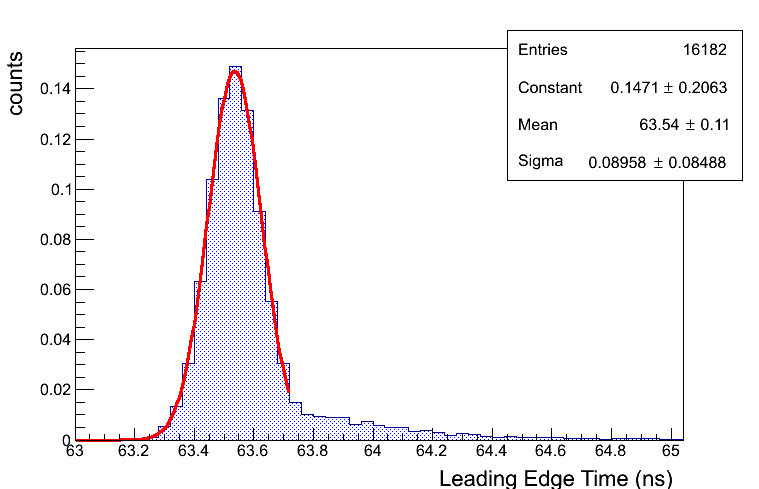 counts
Entries 16182
Constant 0.1471 ± 0.2063
Mean 63.54 ± 0.11
Sigma 0.08958 ± 0.08488
0.14
0.12
0.1
0.08
0.06
0.04
0.02
0
63 63.2 63.4 63.6 63.8 64 64.2 64.4 64.6 64.8 65
Leading Edge Time (ns)